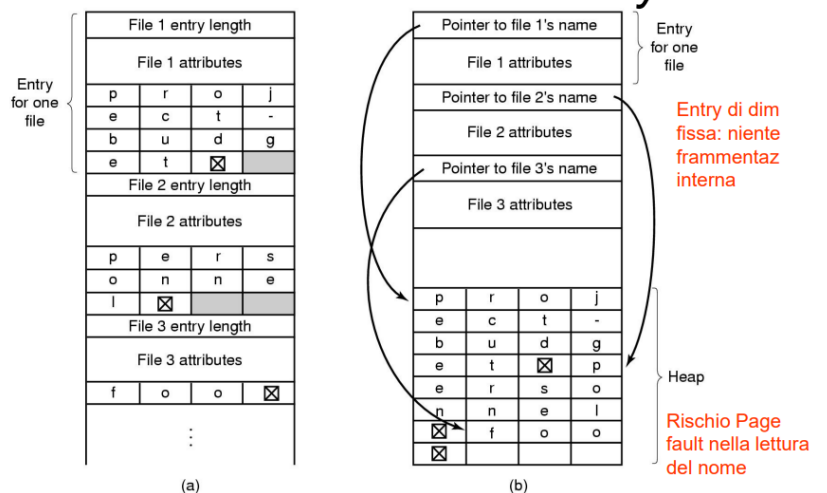 y
File 1 entry length
File 1 attributes
Entry
for one
file
p r o j
e c t -
b u d g
e t ☒
File 2 entry length
File 2 attributes
p e r s
o n n e
l ☒
File 3 entry length
File 3 attributes
f o o ☒
⋮
(a)
Pointer to file 1's name
File 1 attributes
Entry
for one
file
Pointer to file 2's name
File 2 attributes
Pointer to file 3's name
File 3 attributes
Entry di dim
fissa: niente
frammentaz
interna
p r o j
e c t -
b u d g
e t ☒ p
e r s o
n n e l
☒ f o o
☒
Heap
Rischio Page
fault nella lettura
del nome
(b)